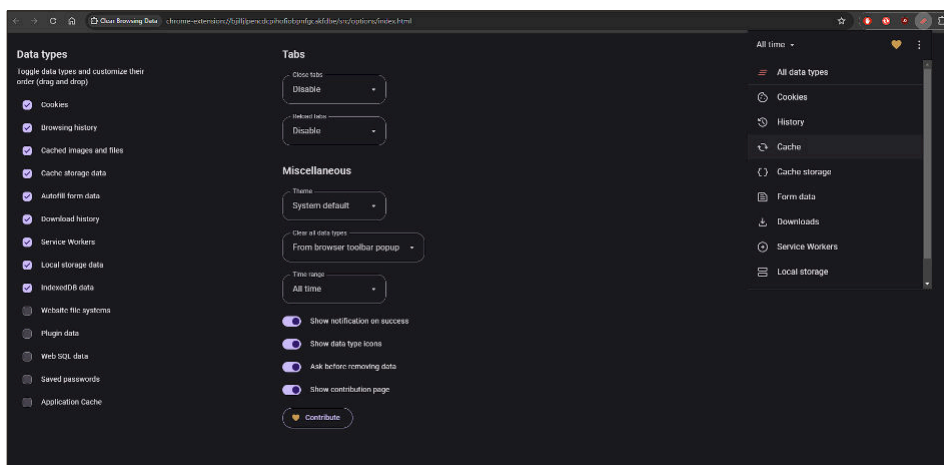 Clear Browsing Data
chrome-extension://bjilljlpencdcpihofiobpnfgcakfdbe/src/options/index.html
Data types
Toggle data types and customize their
order (drag and drop)
Cookies
Browsing history
Cached images and files
Cache storage data
Autofill form data
Download history
Service Workers
Local storage data
IndexedDB data
Website file systems
Plugin data
Web SQL data
Saved passwords
Application Cache
Tabs
Close tabs
Disable
Reload tabs
Disable
Miscellaneous
Theme
System default
Clear all data types
From browser toolbar popup
Time range
All time
Show notification on success
Show data type icons
Ask before removing data
Show contribution page
Contribute
All time
All data types
Cookies
History
Cache
Cache storage
Form data
Downloads
Service Workers
Local storage